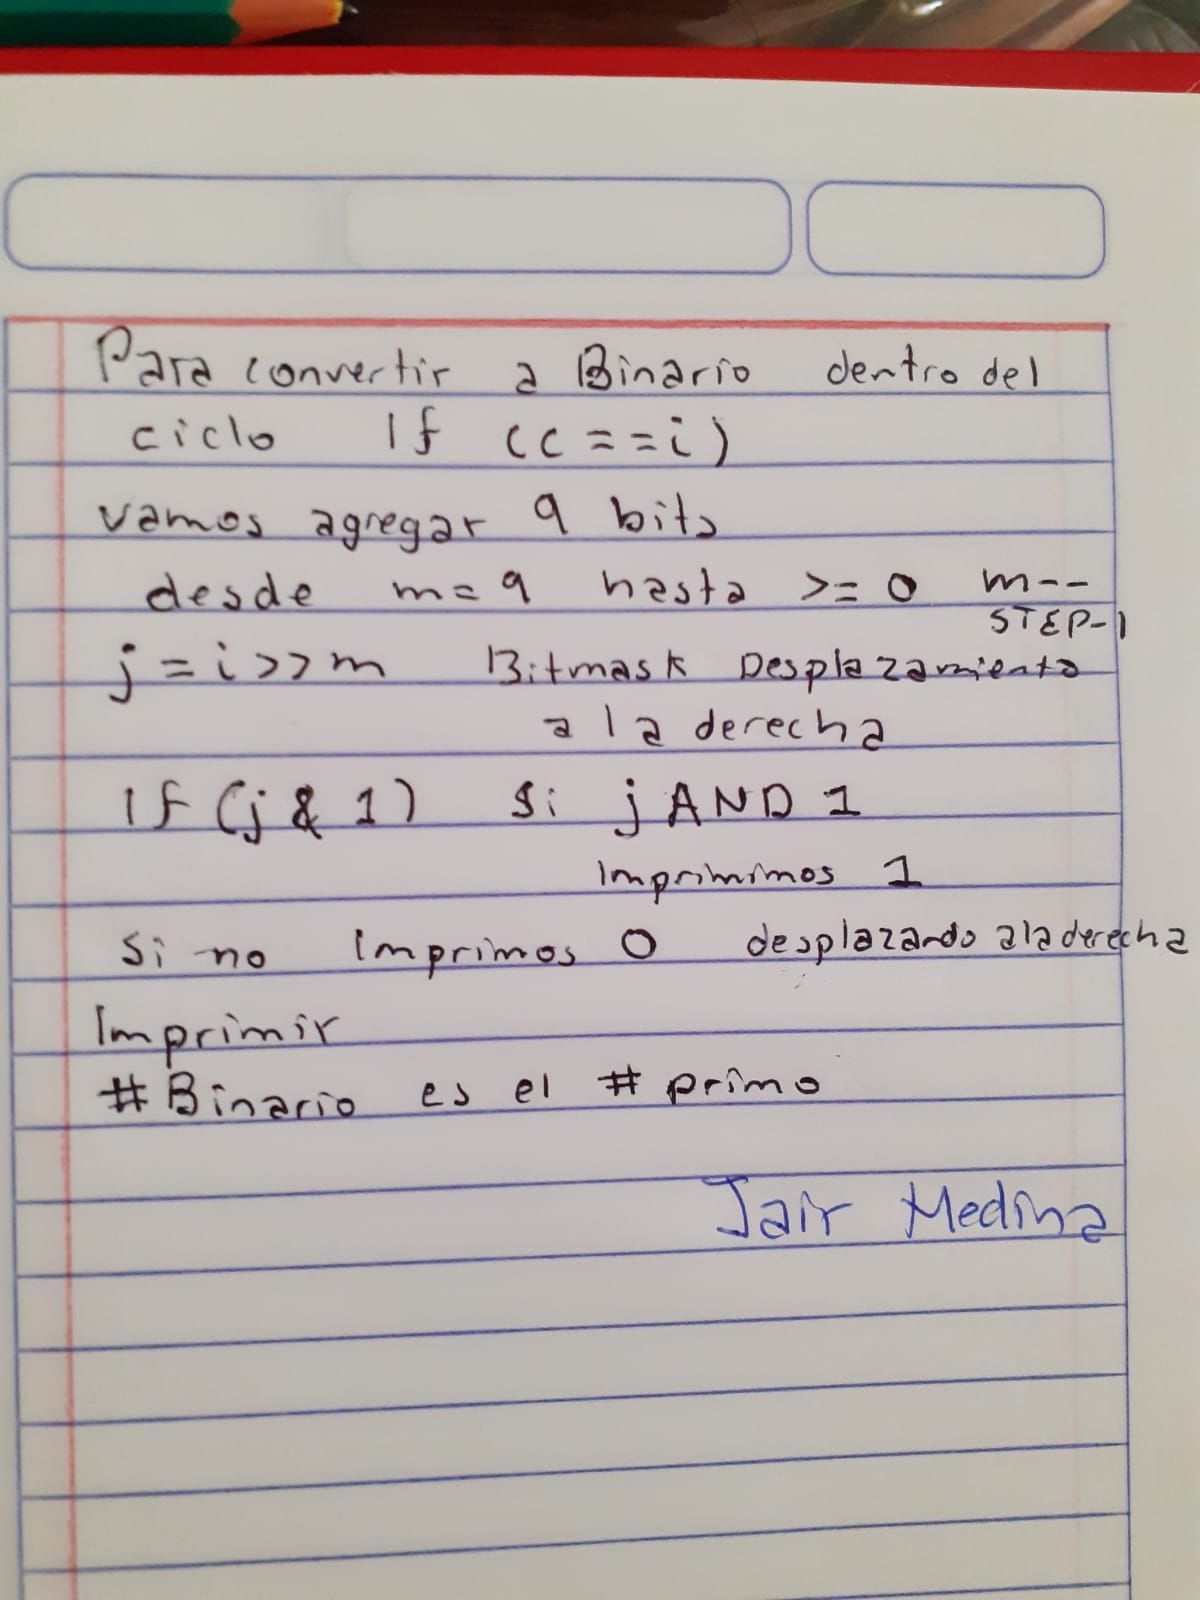 Para convertir a Binario dentro del
ciclo If (c==i)
vamos agregar 9 bits
desde m=9 hasta >=0 m--
STEP-1
j=i>>m Bitmask Desplazamiento
a la derecha
If (j & 1) Si j AND 1
Imprimimos 1
Si no imprimos 0 desplazando a la derecha
Imprimir
# Binario es el # primo
Jair Medina